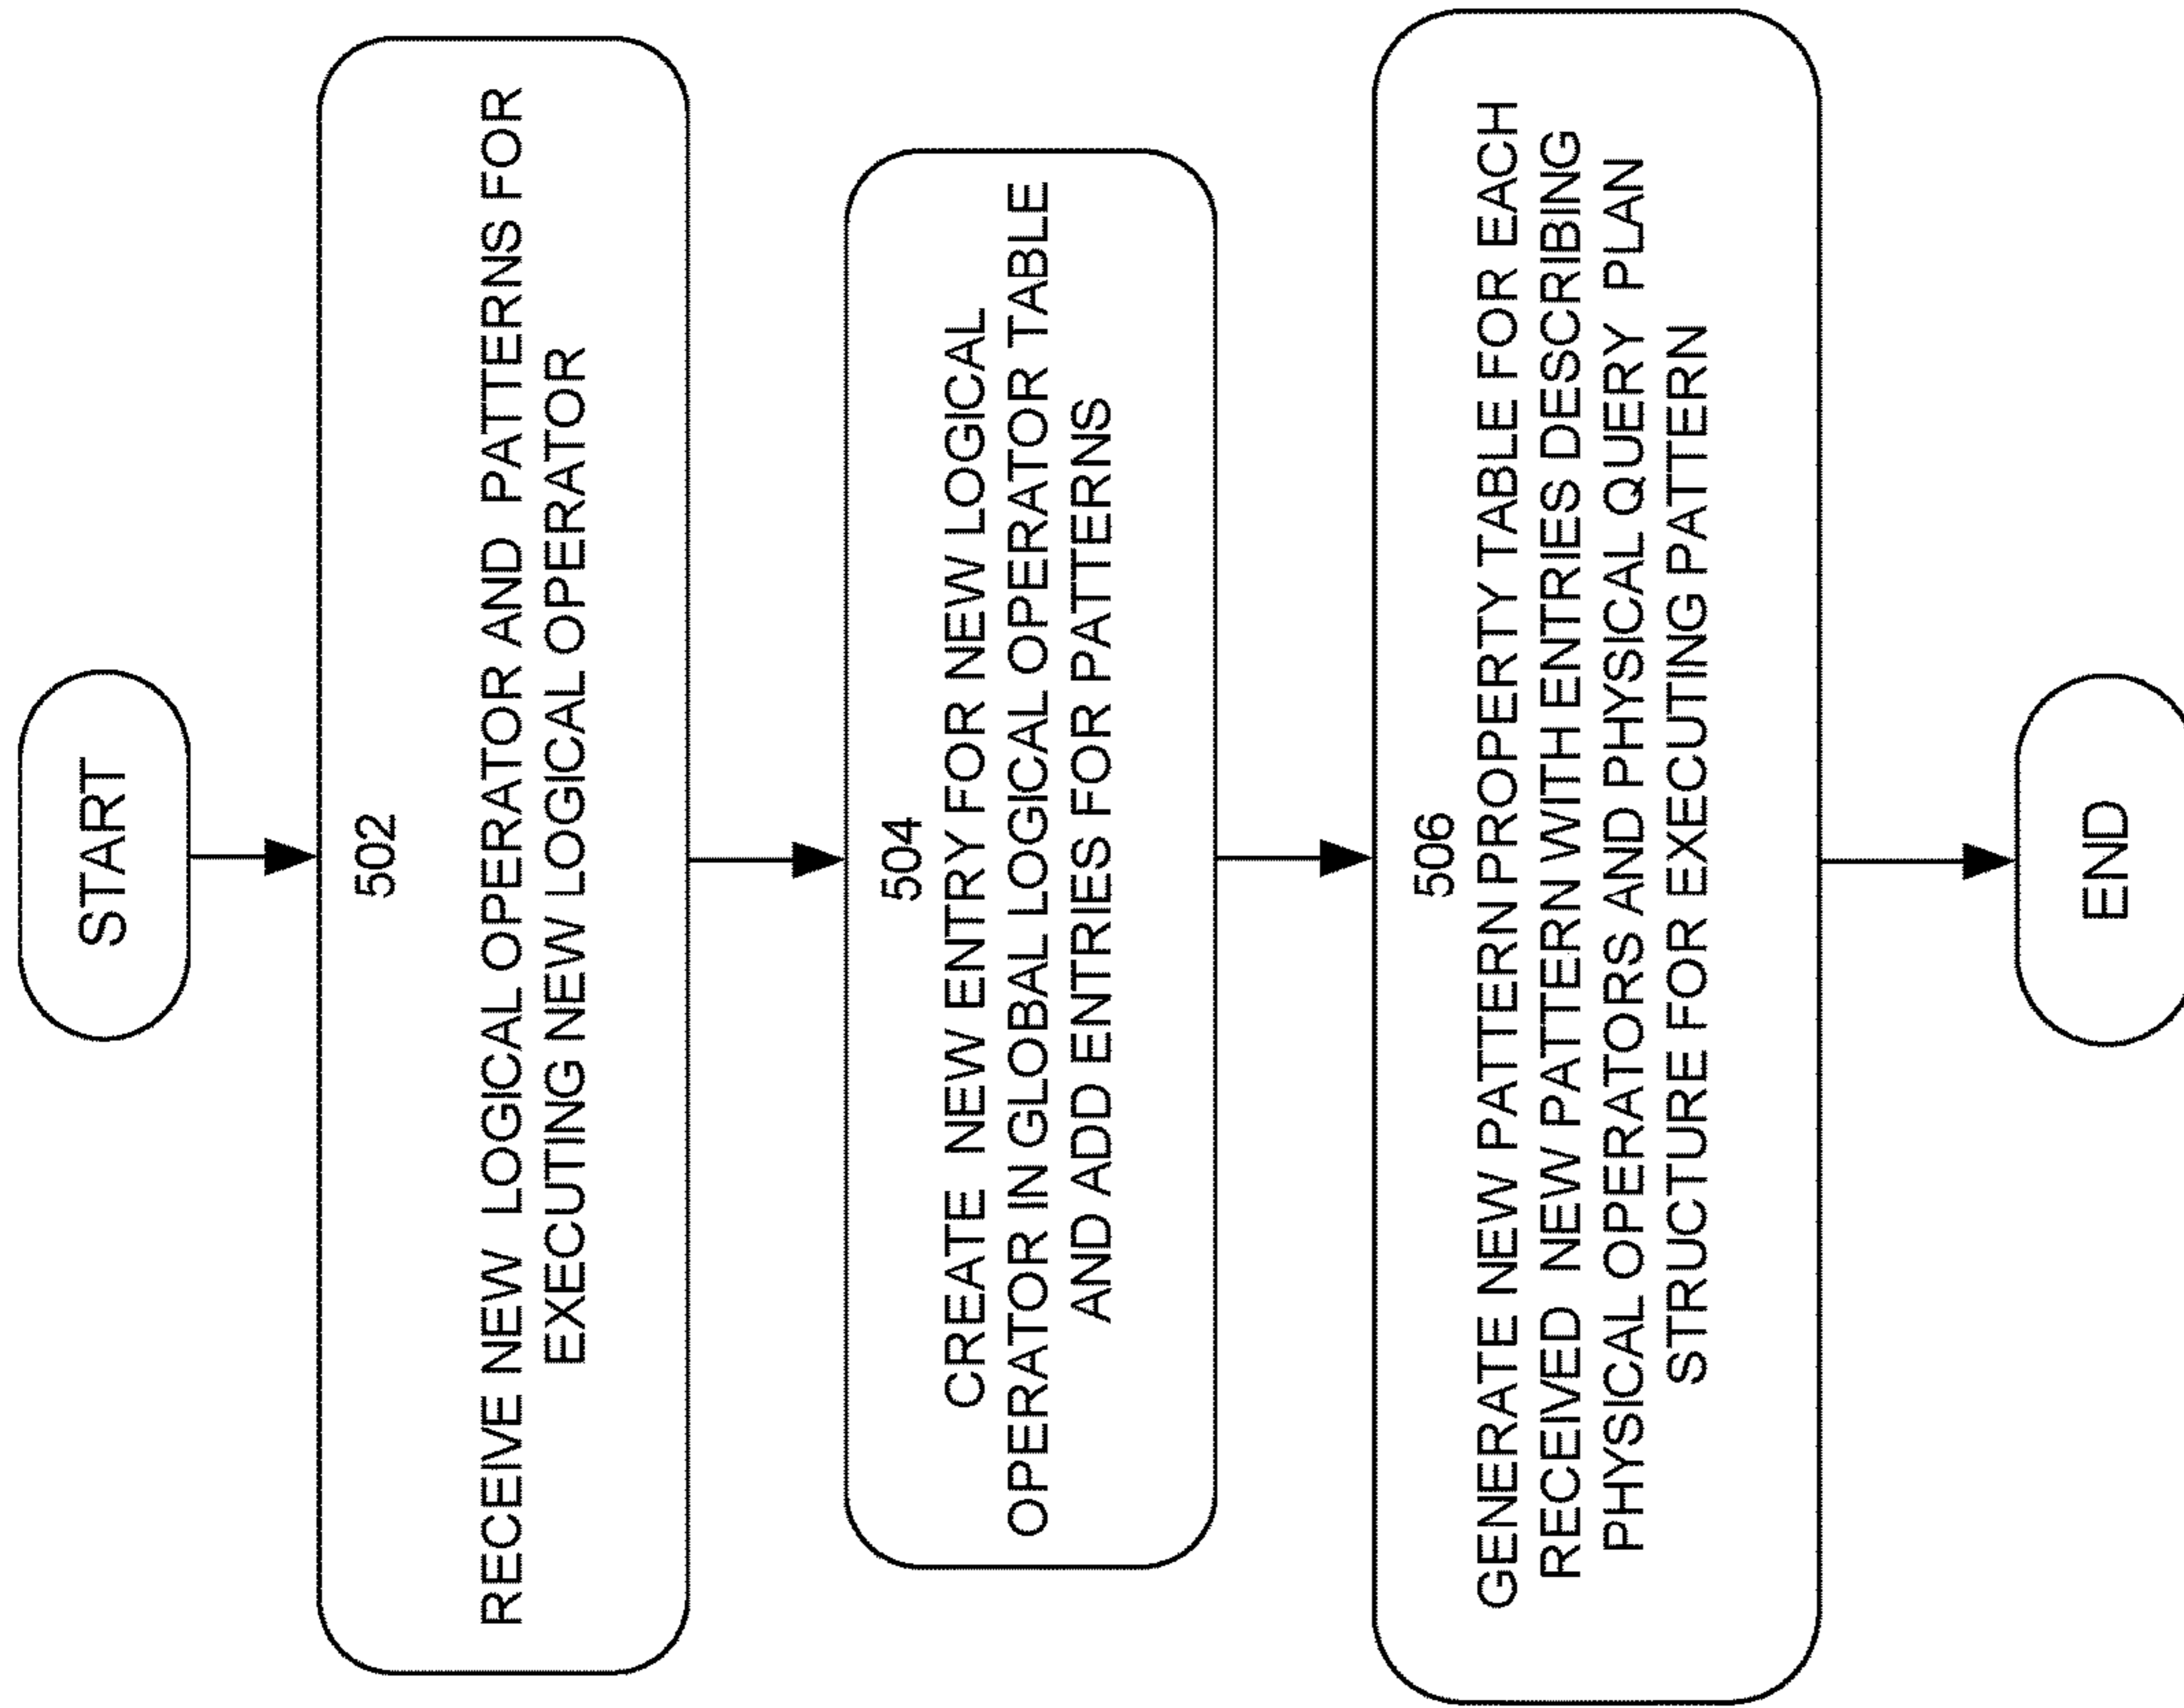 START
502
RECEIVE NEW LOGICAL OPERATOR AND PATTERNS FOR
EXECUTING NEW LOGICAL OPERATOR
504
CREATE NEW ENTRY FOR NEW LOGICAL
OPERATOR IN GLOBAL LOGICAL OPERATOR TABLE
AND ADD ENTRIES FOR PATTERNS
506
GENERATE NEW PATTERN PROPERTY TABLE FOR EACH
RECEIVED NEW PATTERN WITH ENTRIES DESCRIBING
PHYSICAL OPERATORS AND PHYSICAL QUERY PLAN
STRUCTURE FOR EXECUTING PATTERN
END